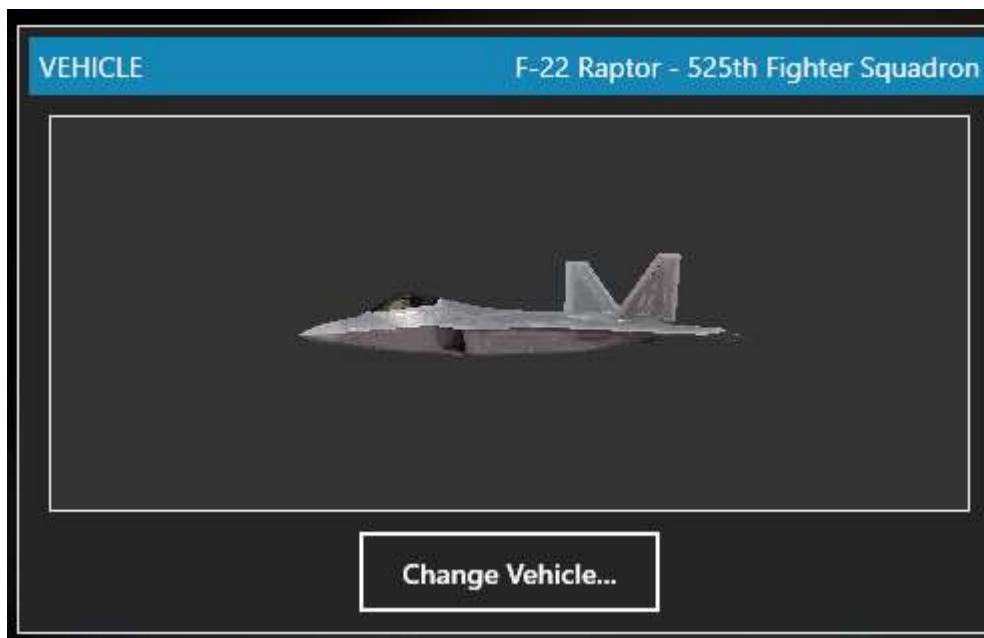 VEHICLE F-22 Raptor - 525th Fighter Squadron
Change Vehicle...